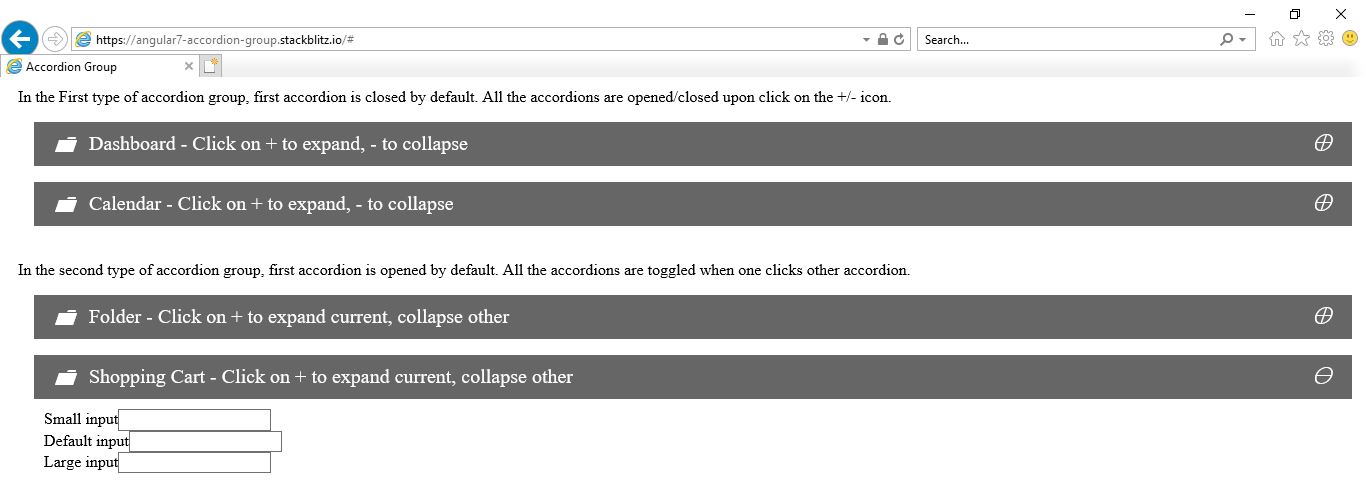 https://angular7-accordion-group.stackblitz.io/#
Search...
Accordion Group
In the First type of accordion group, first accordion is closed by default. All the accordions are opened/closed upon click on the +/- icon.
Dashboard - Click on + to expand, - to collapse
Calendar - Click on + to expand, - to collapse
In the second type of accordion group, first accordion is opened by default. All the accordions are toggled when one clicks other accordion.
Folder - Click on + to expand current, collapse other
Shopping Cart - Click on + to expand current, collapse other
Small input
Default input
Large input